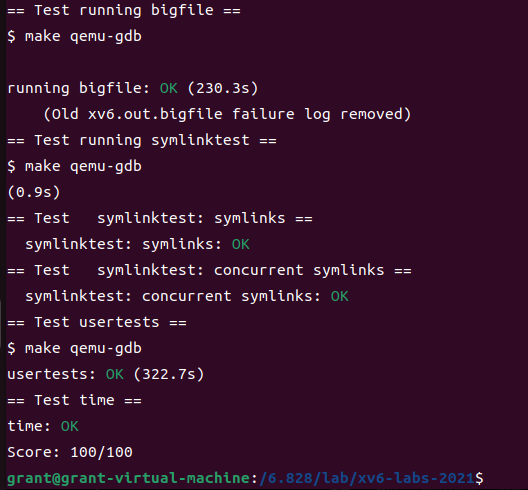 == Test running bigfile ==
$ make qemu-gdb
running bigfile: OK (230.3s)
    (Old xv6.out.bigfile failure log removed)
== Test running symlinktest ==
$ make qemu-gdb
(0.9s)
== Test   symlinktest: symlinks ==
  symlinktest: symlinks: OK
== Test   symlinktest: concurrent symlinks ==
  symlinktest: concurrent symlinks: OK
== Test usertests ==
$ make qemu-gdb
usertests: OK (322.7s)
== Test time ==
time: OK
Score: 100/100
grant@grant-virtual-machine:/6.828/lab/xv6-labs-2021$